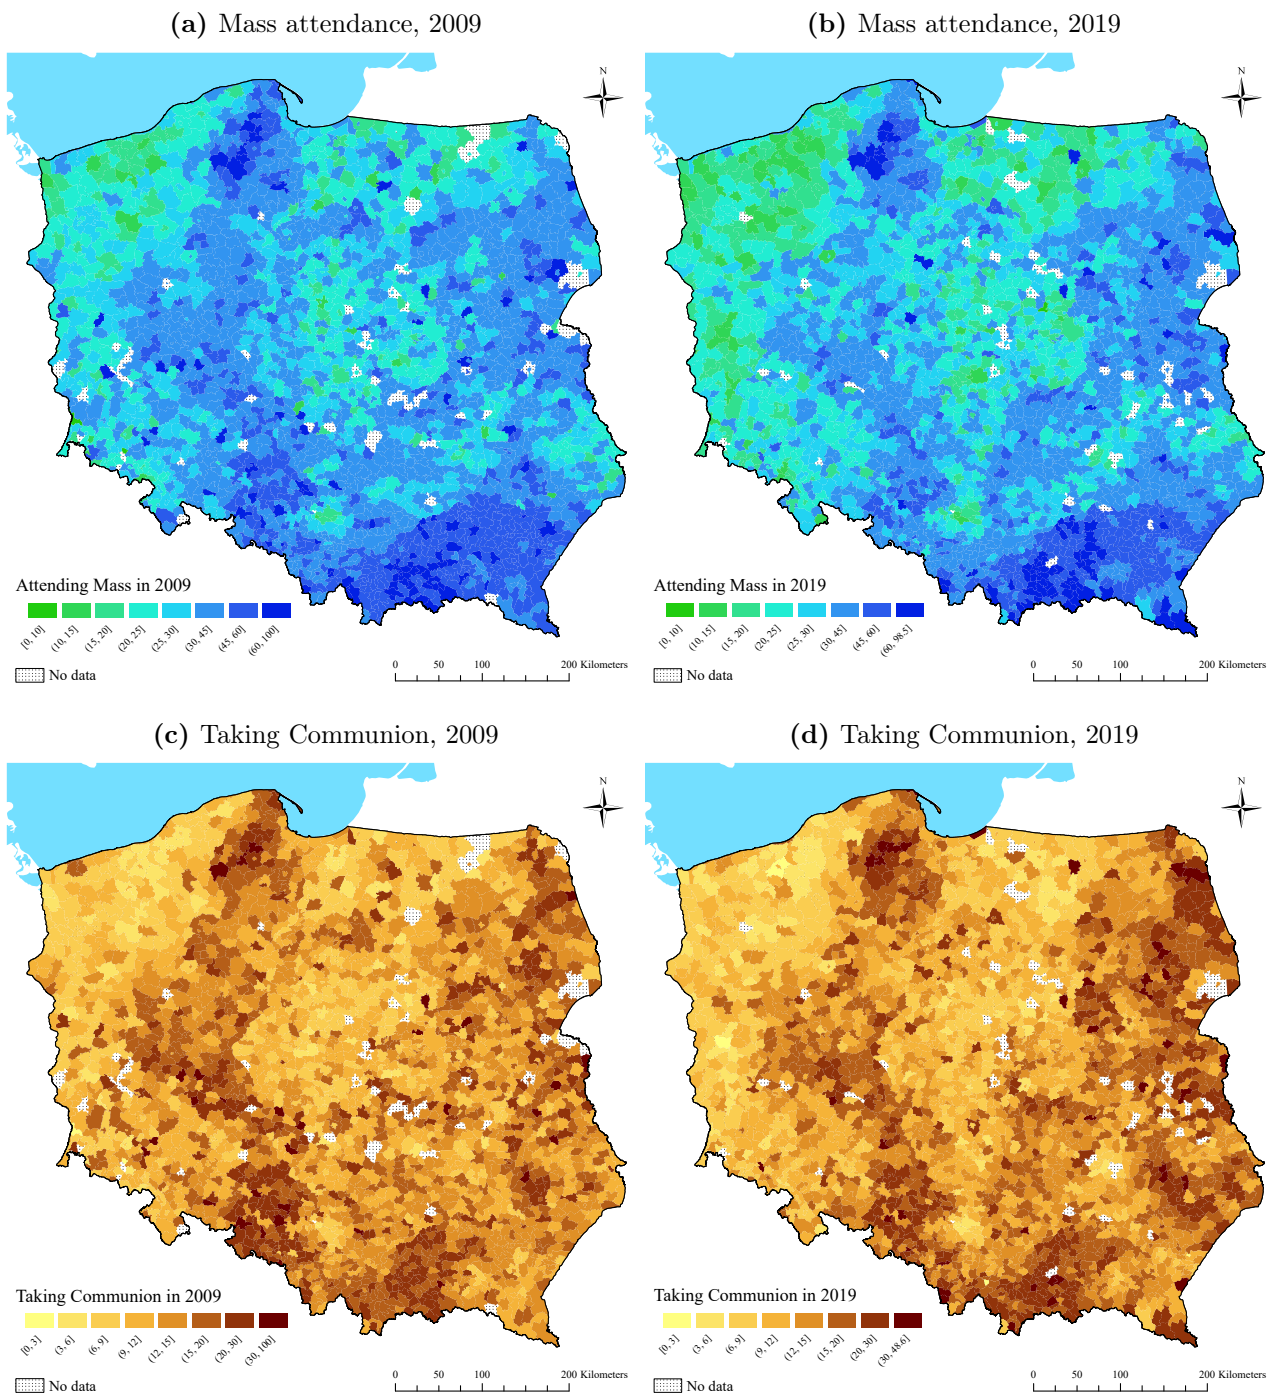 (a) Mass attendance, 2009
(b) Mass attendance, 2019
N
N
Attending Mass in 2009
[0, 10] (10, 15] (15, 20] (20, 25] (25, 30] (30, 45] (45, 60] (60, 100]
No data
0 50 100 200 Kilometers
Attending Mass in 2019
[0, 10] (10, 15] (15, 20] (20, 25] (25, 30] (30, 45] (45, 60] (60, 98.5]
No data
0 50 100 200 Kilometers
(c) Taking Communion, 2009
(d) Taking Communion, 2019
N
N
Taking Communion in 2009
[0, 3] (3, 6] (6, 9] (9, 12] (12, 15] (15, 20] (20, 30] (30, 100]
No data
0 50 100 200 Kilometers
Taking Communion in 2019
[0, 3] (3, 6] (6, 9] (9, 12] (12, 15] (15, 20] (20, 30] (30, 48.6]
No data
0 50 100 200 Kilometers